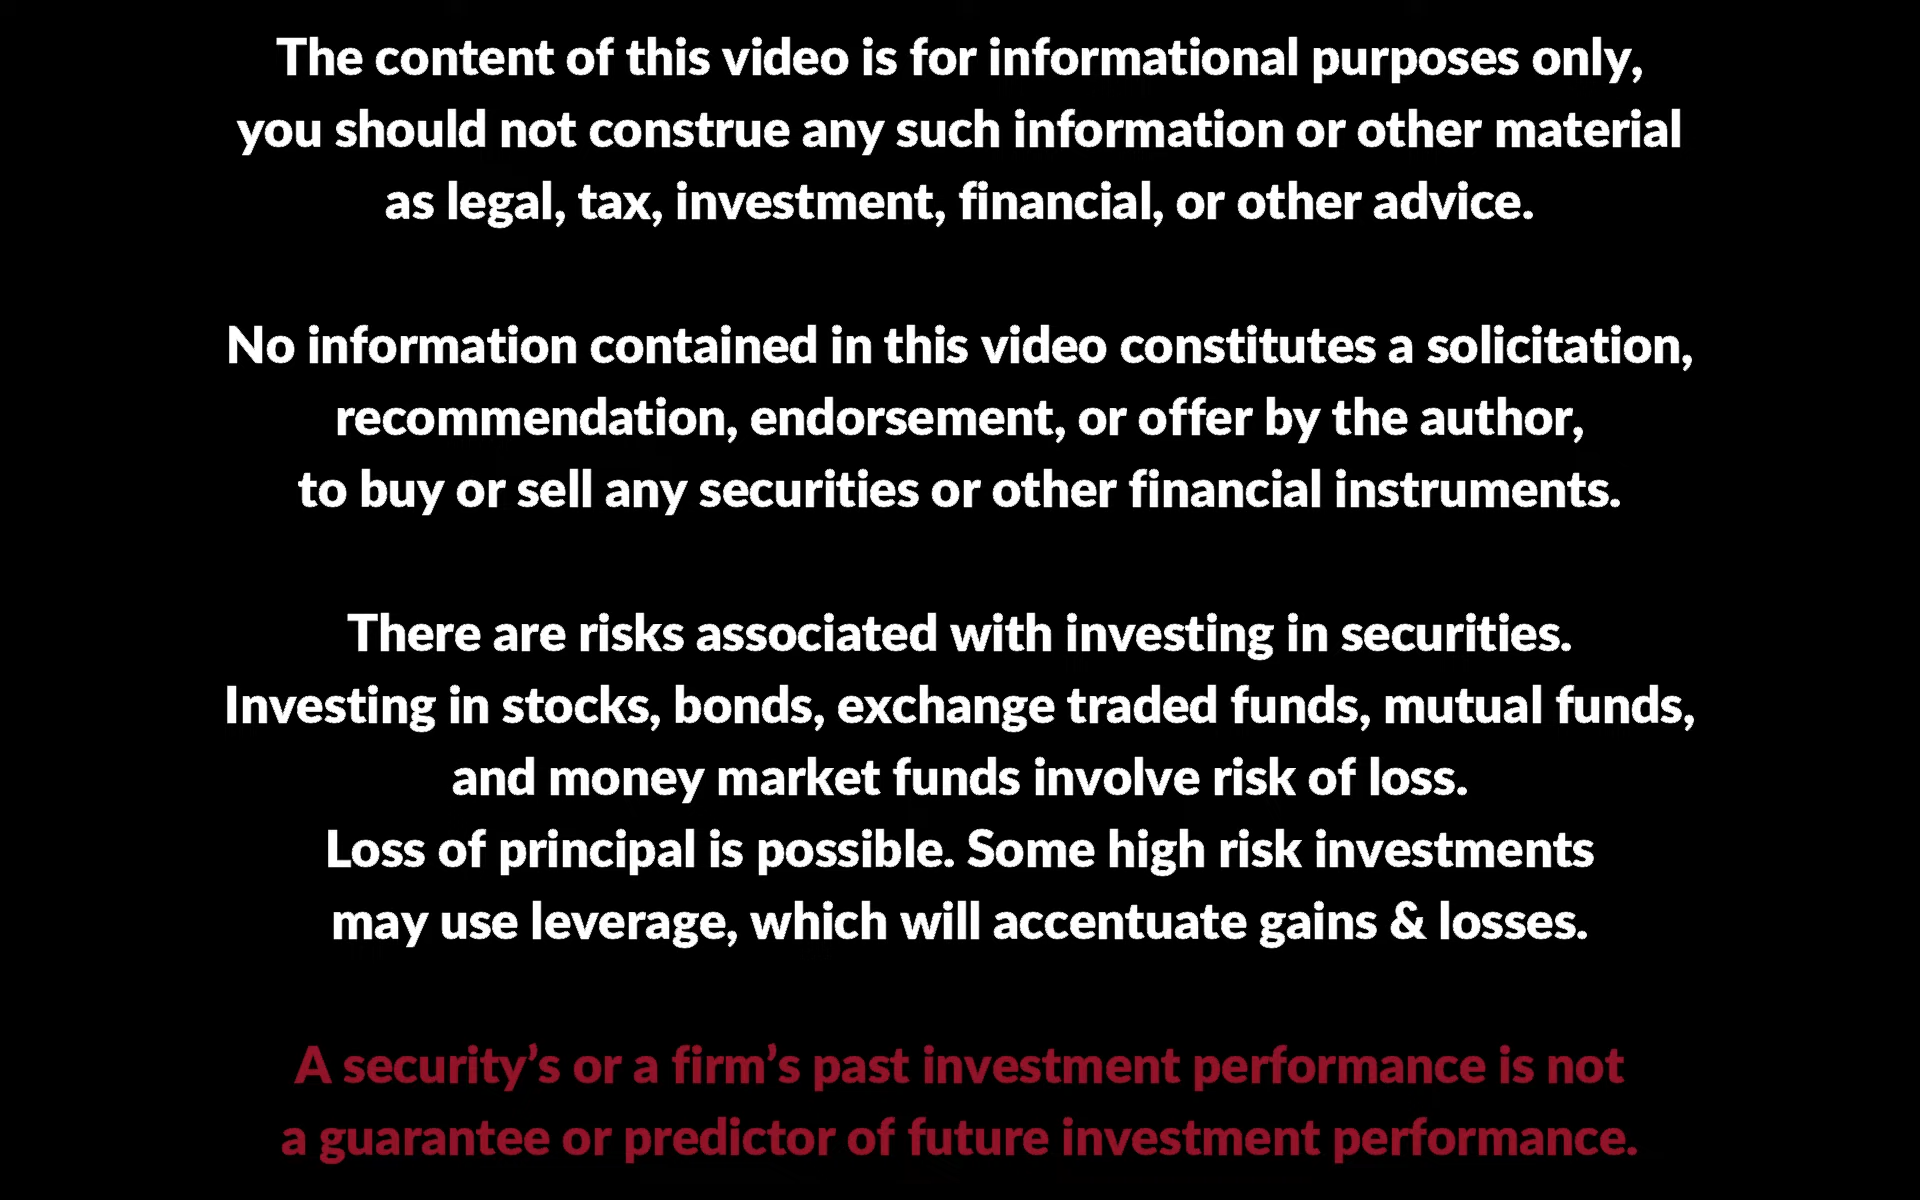 The content of this video is for informational purposes only,
you should not construe any such information or other material
as legal, tax, investment, financial, or other advice.
No information contained in this video constitutes a solicitation,
recommendation, endorsement, or offer by the author,
to buy or sell any securities or other financial instruments.
There are risks associated with investing in securities.
Investing in stocks, bonds, exchange traded funds, mutual funds,
and money market funds involve risk of loss.
Loss of principal is possible. Some high risk investments
may use leverage, which will accentuate gains & losses.
A security’s or a firm’s past investment performance is not
a guarantee or predictor of future investment performance.